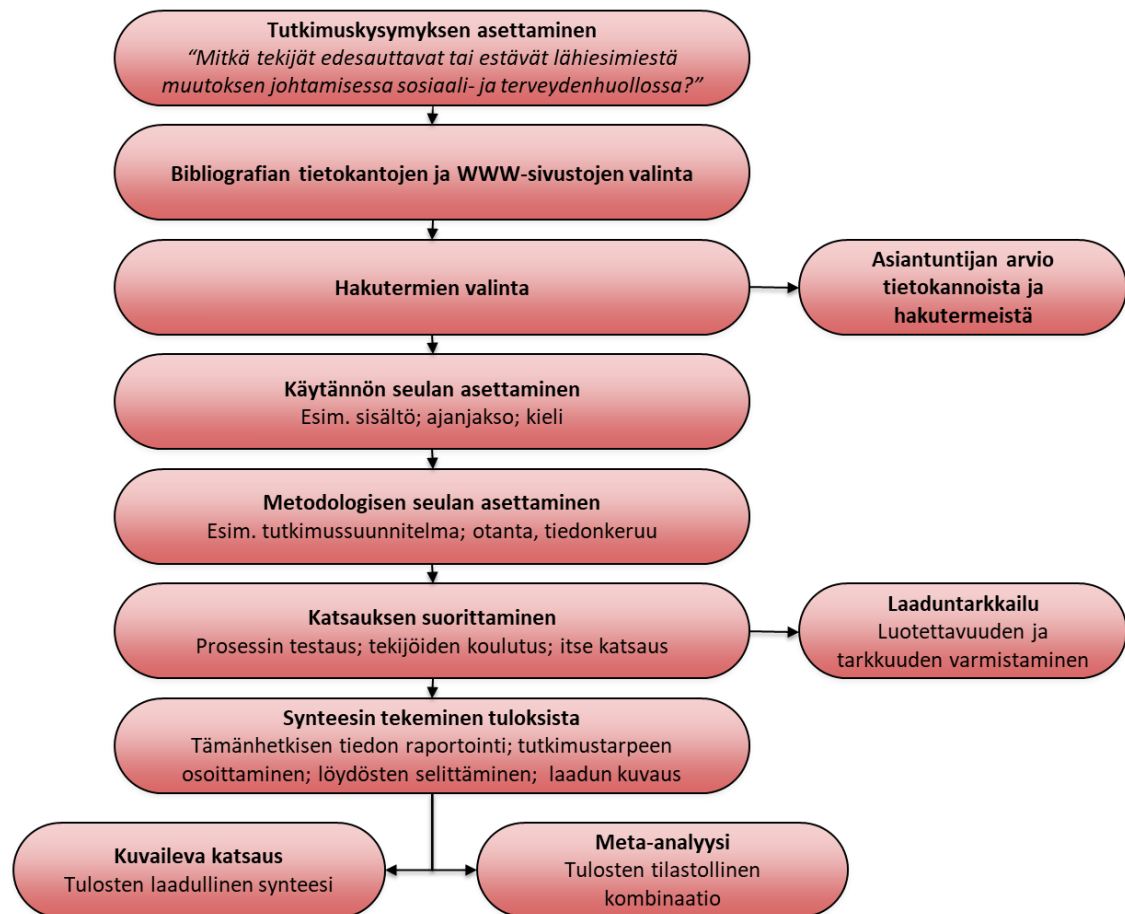 Tutkimuskysymyksen asettaminen
“Mitkä tekijät edesauttavat tai estävät lähiesimiestä
muutoksen johtamisessa sosiaali- ja terveydenhuollossa?”
Bibliografian tietokantojen ja WWW-sivustojen valinta
Hakutermien valinta
Asiantuntijan arvio
tietokannoista ja
hakutermeistä
Käytännön seulan asettaminen
Esim. sisältö; ajanjakso; kieli
Metodologisen seulan asettaminen
Esim. tutkimussuunnitelma; otanta, tiedonkeruu
Katsauksen suorittaminen
Prosessin testaus; tekijöiden koulutus; itse katsaus
Laaduntarkkailu
Luotettavuuden ja
tarkkuuden varmistaminen
Synteesin tekeminen tuloksista
Tämänhetkisen tiedon raportointi; tutkimustarpeen
osoittaminen; löydösten selittäminen; laadun kuvaus
Kuvaileva katsaus
Tulosten laadullinen synteesi
Meta-analyysi
Tulosten tilastollinen
kombinaatio